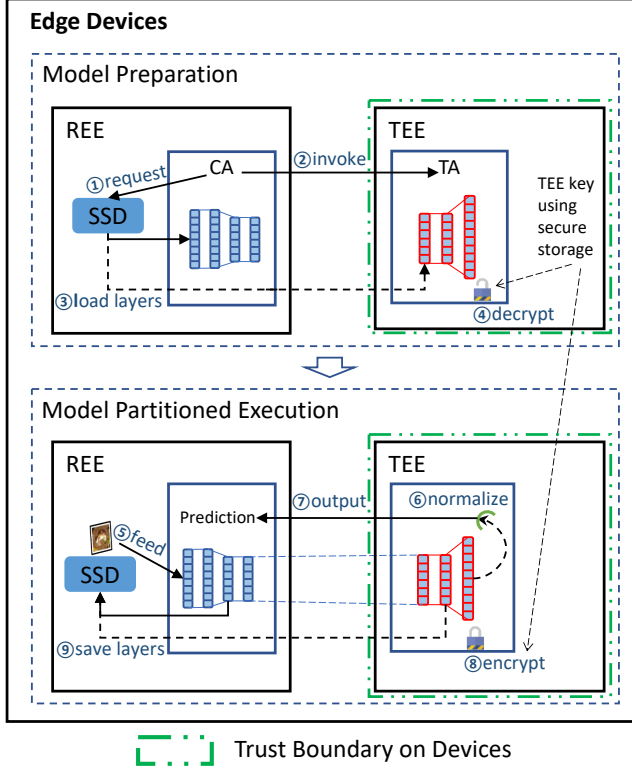 Edge Devices
Model Preparation
REE
TEE
CA
②invoke
TA
①request
SSD
TEE key
using
secure
storage
③load layers
④decrypt
Model Partitioned Execution
REE
TEE
⑦output
⑥normalize
Prediction
⑤feed
SSD
⑨save layers
⑧encrypt
Trust Boundary on Devices